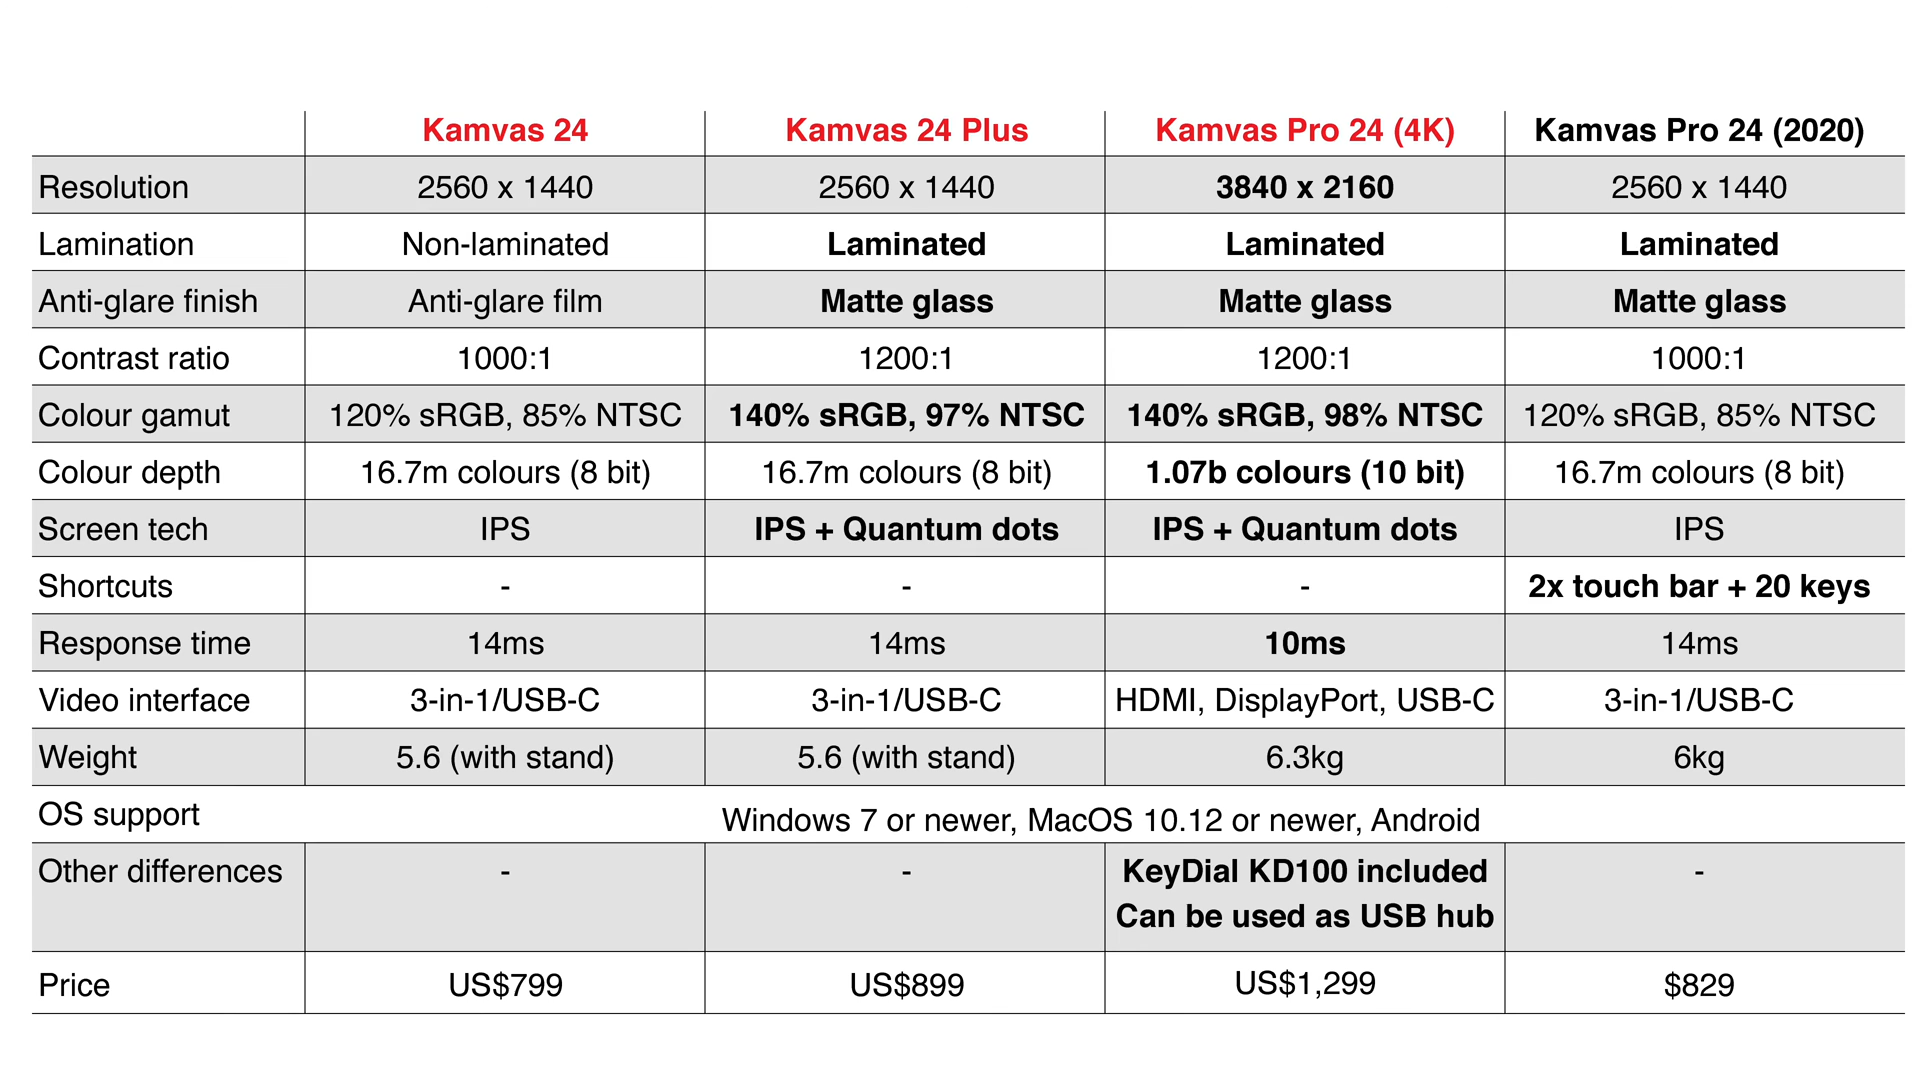 Kamvas 24 Kamvas 24 Plus Kamvas Pro 24 (4K) Kamvas Pro 24 (2020)
Resolution 2560 x 1440 2560 x 1440 3840 x 2160 2560 x 1440
Lamination Non-laminated Laminated Laminated Laminated
Anti-glare finish Anti-glare film Matte glass Matte glass Matte glass
Contrast ratio 1000:1 1200:1 1200:1 1000:1
Colour gamut 120% sRGB, 85% NTSC 140% sRGB, 97% NTSC 140% sRGB, 98% NTSC 120% sRGB, 85% NTSC
Colour depth 16.7m colours (8 bit) 16.7m colours (8 bit) 1.07b colours (10 bit) 16.7m colours (8 bit)
Screen tech IPS IPS + Quantum dots IPS + Quantum dots IPS
Shortcuts - - - 2x touch bar + 20 keys
Response time 14ms 14ms 10ms 14ms
Video interface 3-in-1/USB-C 3-in-1/USB-C HDMI, DisplayPort, USB-C 3-in-1/USB-C
Weight 5.6 (with stand) 5.6 (with stand) 6.3kg 6kg
OS support Windows 7 or newer, MacOS 10.12 or newer, Android
Other differences - - KeyDial KD100 included -
Can be used as USB hub
Price US$799 US$899 US$1,299 $829